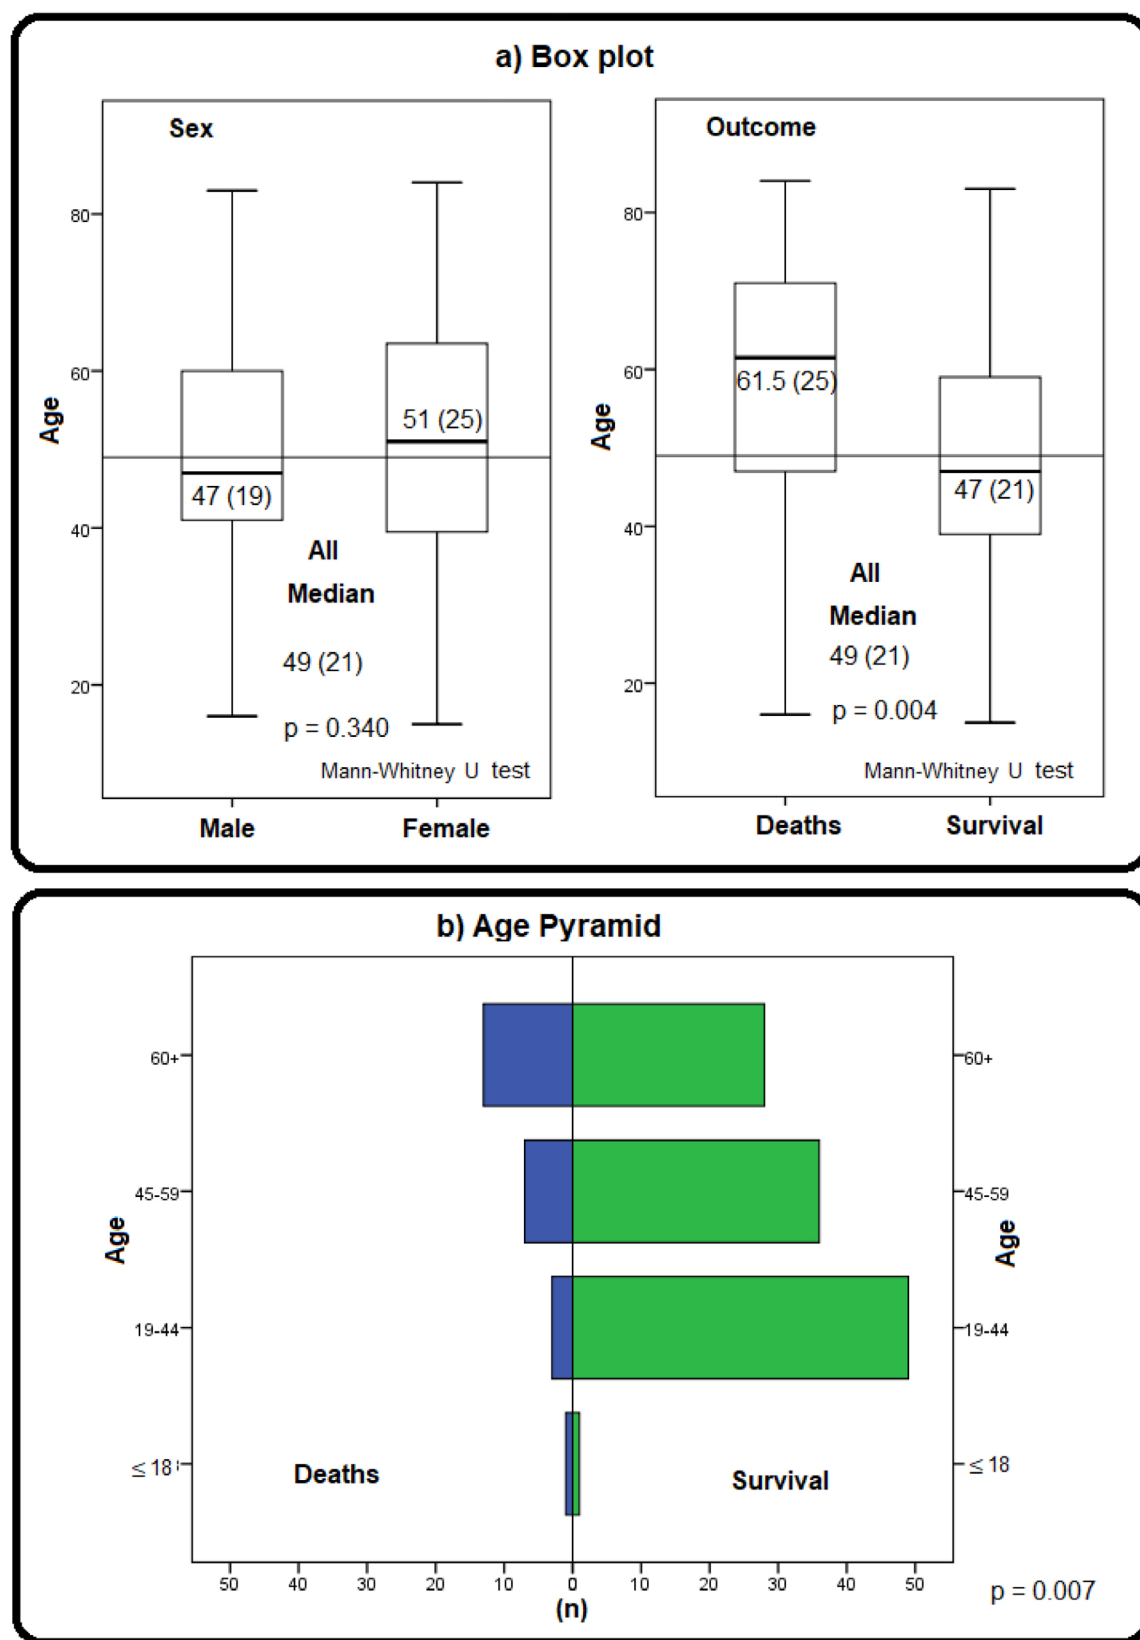 a) Box plot
Sex
80
60
40
20
Age
47 (19)
51 (25)
All
Median
49 (21)
p = 0.340
Mann-Whitney U test
Male
Female
Outcome
80
60
40
20
Age
61.5 (25)
47 (21)
All
Median
49 (21)
p = 0.004
Mann-Whitney U test
Deaths
Survival
b) Age Pyramid
60+
60+
45-59
45-59
Age
Age
19-44
19-44
≤ 18
≤ 18
Deaths
Survival
50 40 30 20 10 0 10 20 30 40 50
(n)
p = 0.007